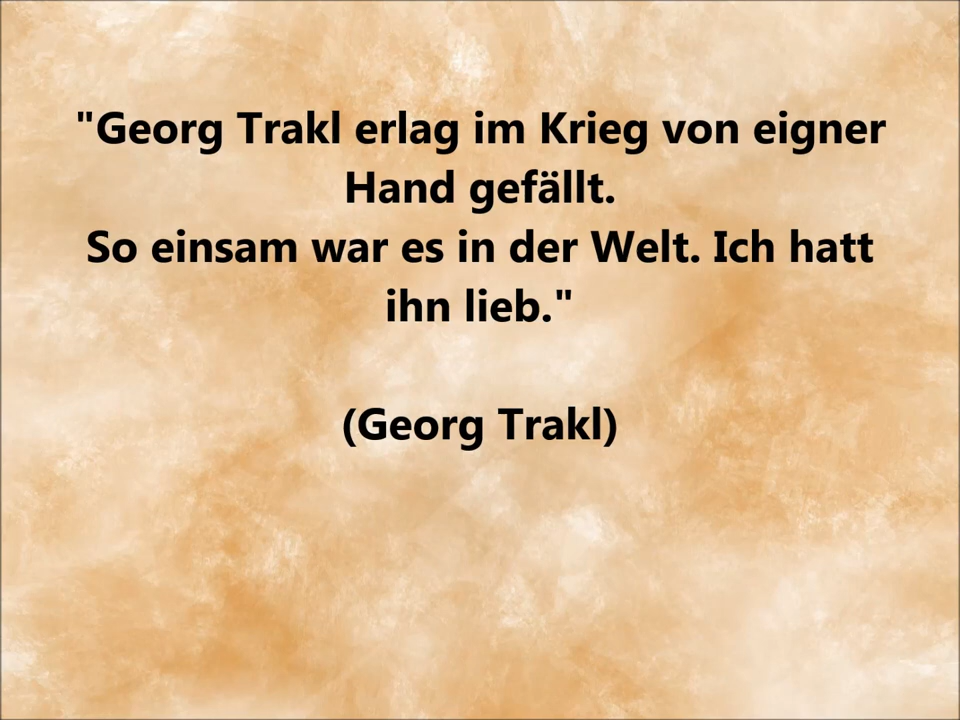 "Georg Trakl erlag im Krieg von eigner
Hand gefällt.
So einsam war es in der Welt. Ich hatt
ihn lieb."
(Georg Trakl)